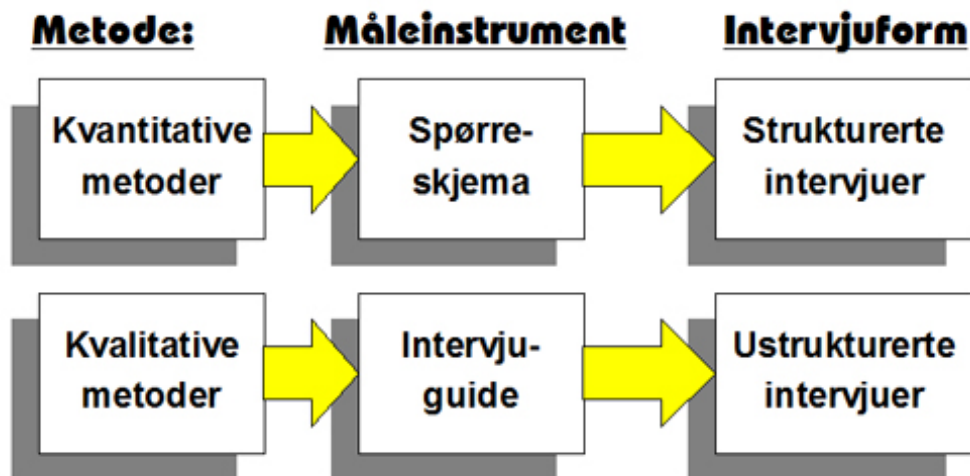 Metode: Måleinstrument Intervjuform
Kvantitative
metoder
Spørre-
skjema
Strukturerte
intervjuer
Kvalitative
metoder
Intervju-
guide
Ustrukturerte
intervjuer